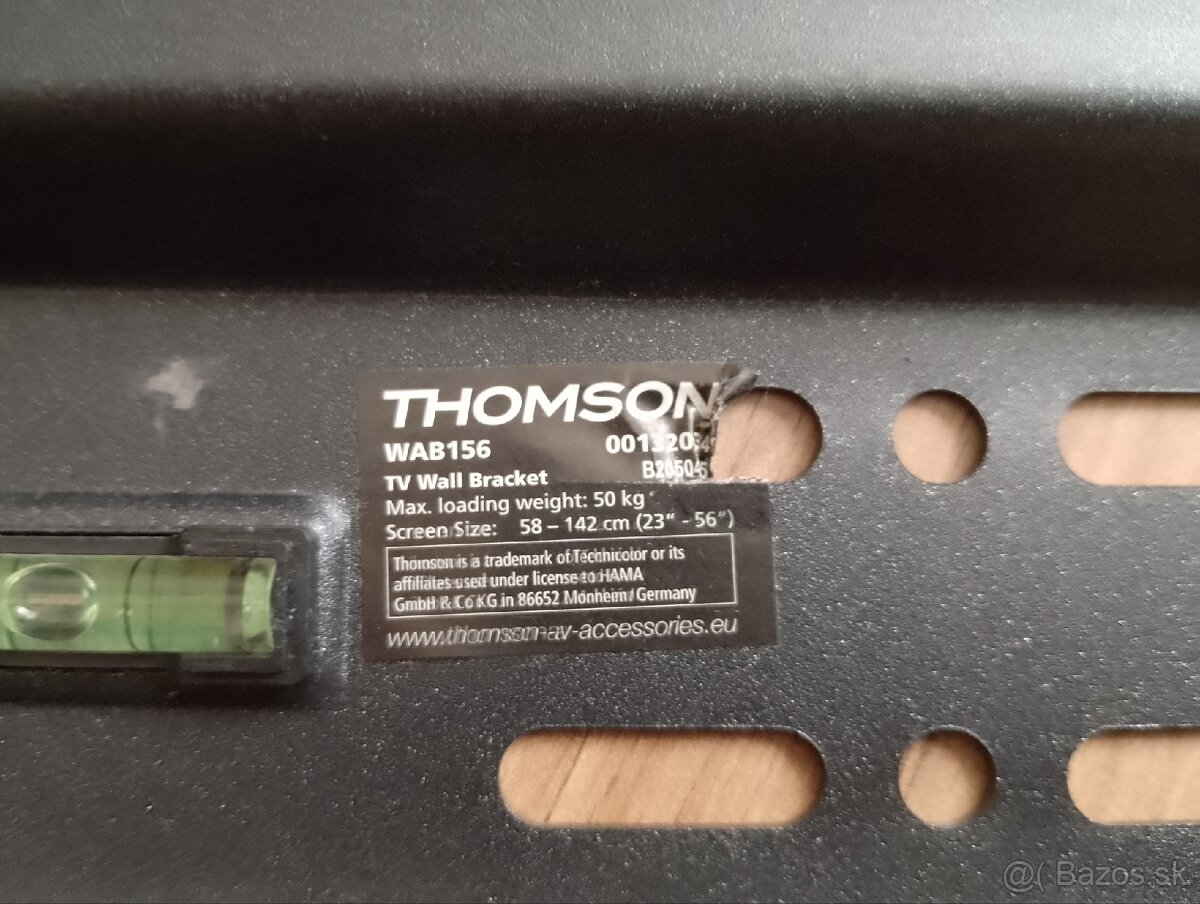 THOMSON
WAB156
TV Wall Bracket
Max. loading weight: 50 kg
Screen Size: 58 – 142 cm (23“ - 56“)
Thomson is a trademark of Technicolor or its
affiliates used under license to HAMA
GmbH & Co KG in 86652 Monheim / Germany
www.thomson-av-accessories.eu
@( Bazos.sk